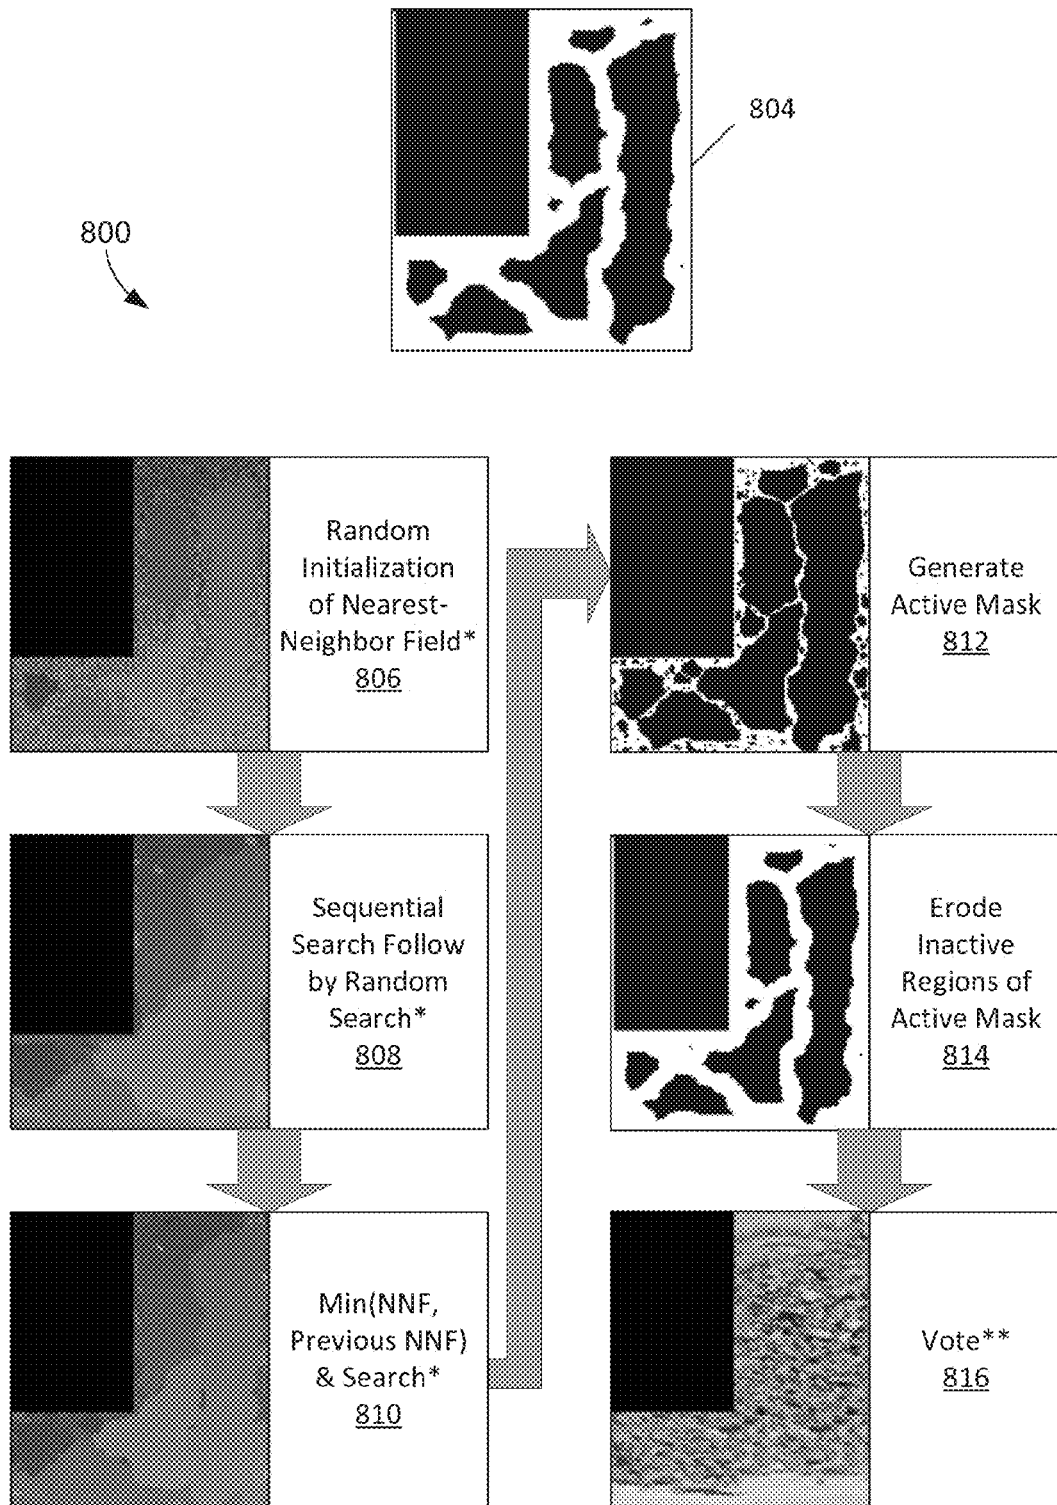 804
800
Random
Initialization
of Nearest-
Neighbor Field*
806
Sequential
Search Follow
by Random
Search*
808
Min(NNF,
Previous NNF)
& Search*
810
Generate
Active Mask
812
Erode
Inactive
Regions of
Active Mask
814
Vote**
816